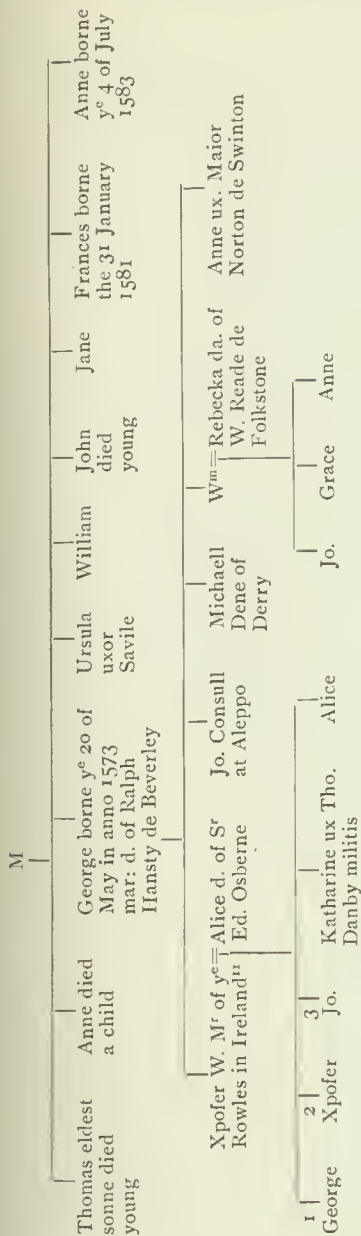 M
Thomas eldest
sonne died
young
Anne died
a child
George borne yᵉ 20 of
May in anno 1573
mar: d. of Ralph
Hansty de Beverley
Ursula
uxor
Savile
William
John
died
young
Jane
Frances borne
the 31 January
1581
Anne borne
yᵉ 4 of July
1583
Xpofer W. Mʳ of yᵉ=Alice d. of Sʳ
Rowles in Ireland¹¹ Ed. Osberne
Jo. Consull
at Aleppo
Michaell
Dene of
Derry
Wᵐ=Rebecka da. of
W. Reade de
Folkstone
Anne ux. Maior
Norton de Swinton
1
George
2
Xpofer
3
Jo.
Katharine ux Tho.
Danby militis
Alice
Jo.
Grace
Anne